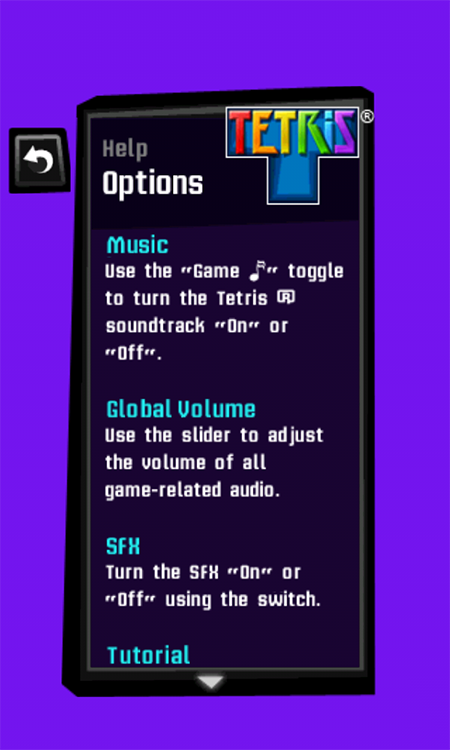 TETRIS®
Help
Options
Music
Use the "Game 🎵" toggle
to turn the Tetris ®
soundtrack "On" or
"Off".
Global Volume
Use the slider to adjust
the volume of all
game-related audio.
SFX
Turn the SFX "On" or
"Off" using the switch.
Tutorial